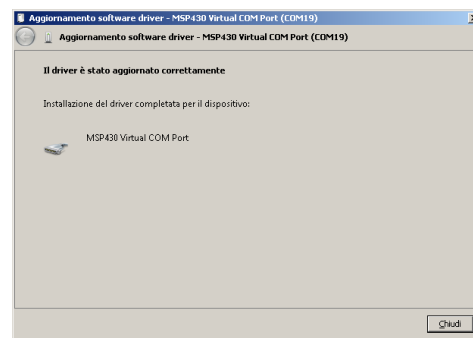 Aggiornamento software driver - MSP430 Virtual COM Port (COM19)
Aggiornamento software driver - MSP430 Virtual COM Port (COM19)
Il driver è stato aggiornato correttamente
Installazione del driver completata per il dispositivo:
MSP430 Virtual COM Port
Chiudi